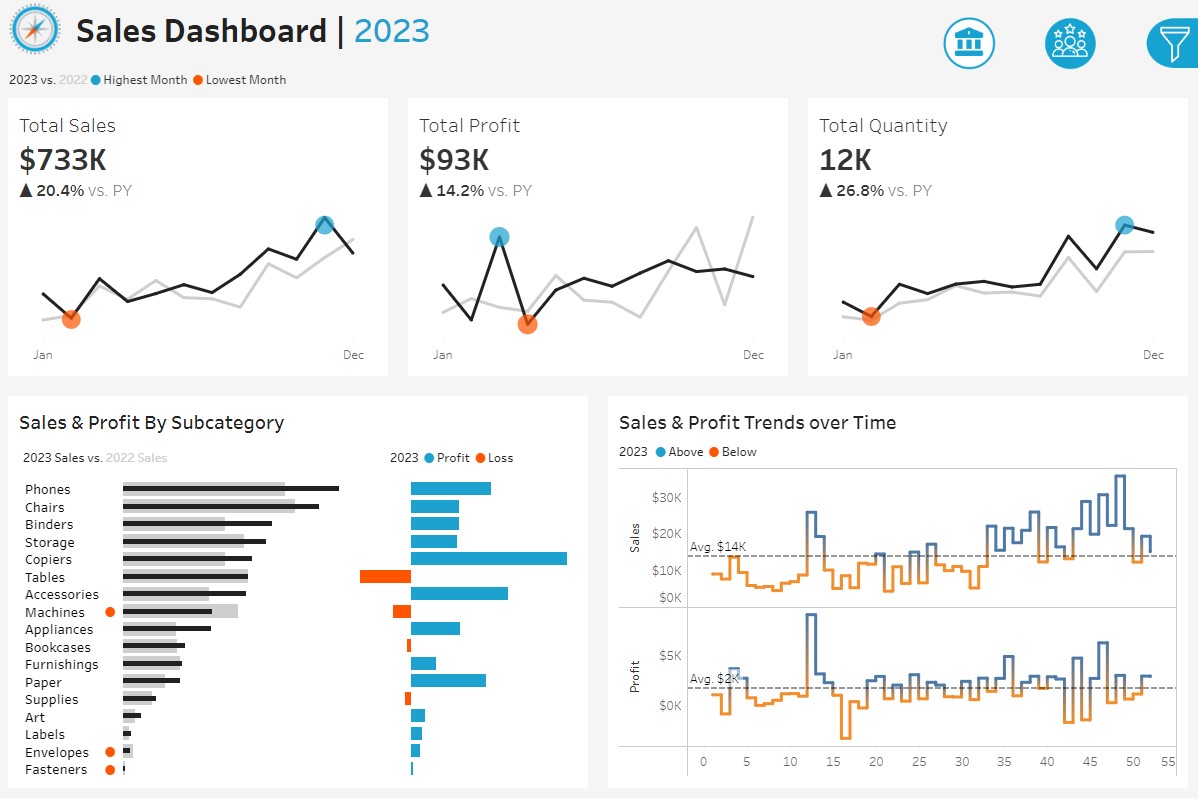 Sales Dashboard | 2023
2023 vs. 2022 Highest Month Lowest Month
Total Sales
$733K
▲ 20.4% vs. PY
Jan Dec
Total Profit
$93K
▲ 14.2% vs. PY
Jan Dec
Total Quantity
12K
▲ 26.8% vs. PY
Jan Dec
Sales & Profit By Subcategory
2023 Sales vs. 2022 Sales
2023 Profit Loss
Phones
Chairs
Binders
Storage
Copiers
Tables
Accessories
Machines
Appliances
Bookcases
Furnishings
Paper
Supplies
Art
Labels
Envelopes
Fasteners
Sales & Profit Trends over Time
2023 Above Below
Sales
$30K
$20K
Avg. $14K
$10K
$0K
Profit
$5K
Avg. $2K
$0K
0 5 10 15 20 25 30 35 40 45 50 55